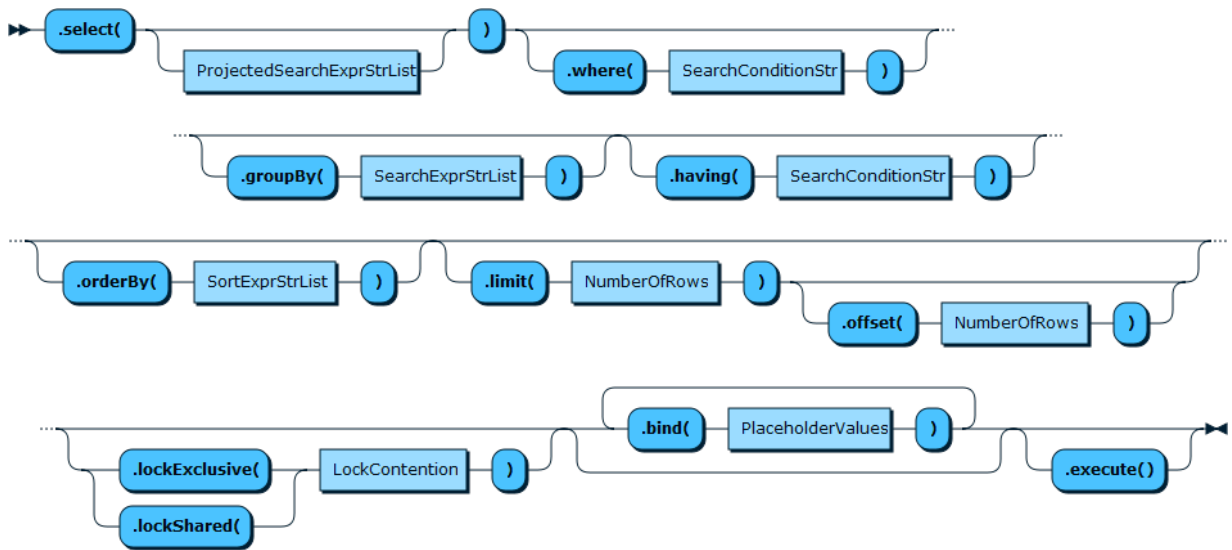 .select( ProjectedSearchExprStrList ) .where( SearchConditionStr )
.groupBy( SearchExprStrList ) .having( SearchConditionStr )
.orderBy( SortExprStrList ) .limit( NumberOfRows )
.offset( NumberOfRows )
.bind( PlaceholderValues )
.lockExclusive( LockContention ) .execute()
.lockShared(